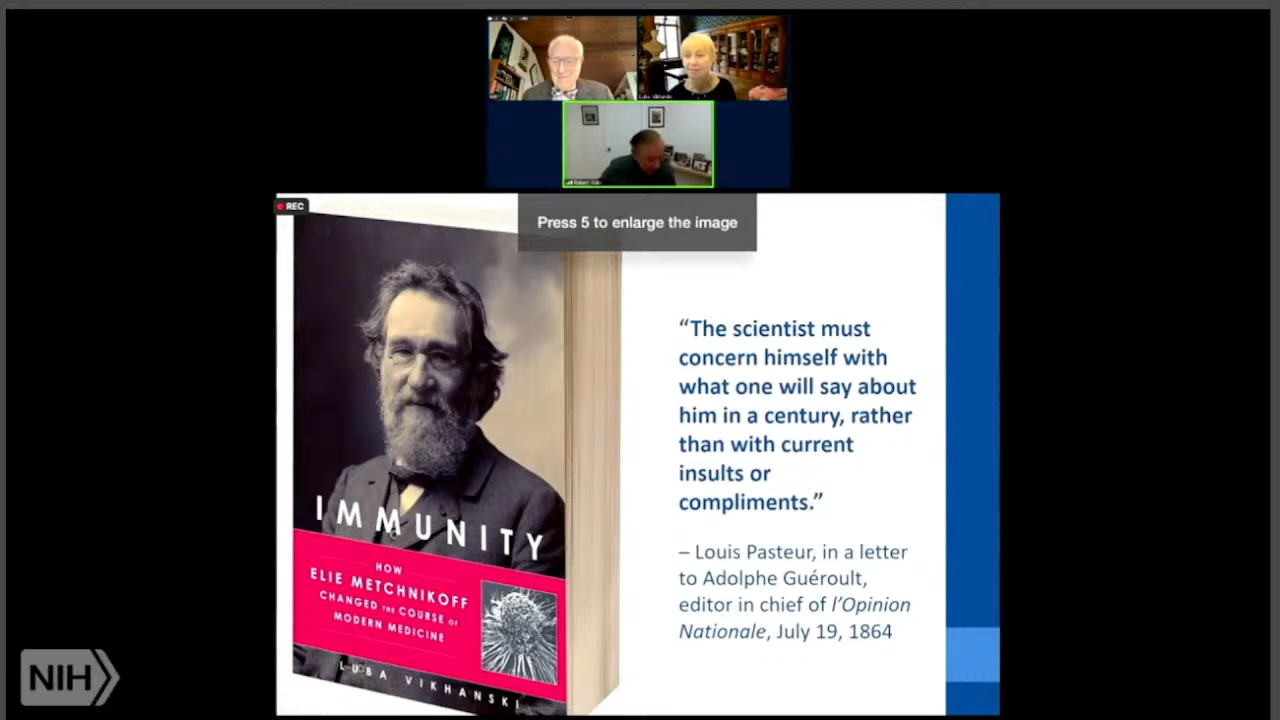 Luba Vikhanski
REC
Press 5 to enlarge the image
“The scientist must
concern himself with
what one will say about
him in a century, rather
than with current
insults or
compliments.”
– Louis Pasteur, in a letter
to Adolphe Guéroult,
editor in chief of l’Opinion
Nationale, July 19, 1864
IMMUNITY
HOW
ELIE METCHNIKOFF
CHANGED THE COURSE OF
MODERN MEDICINE
LUBA VIKHANSKI
NIH